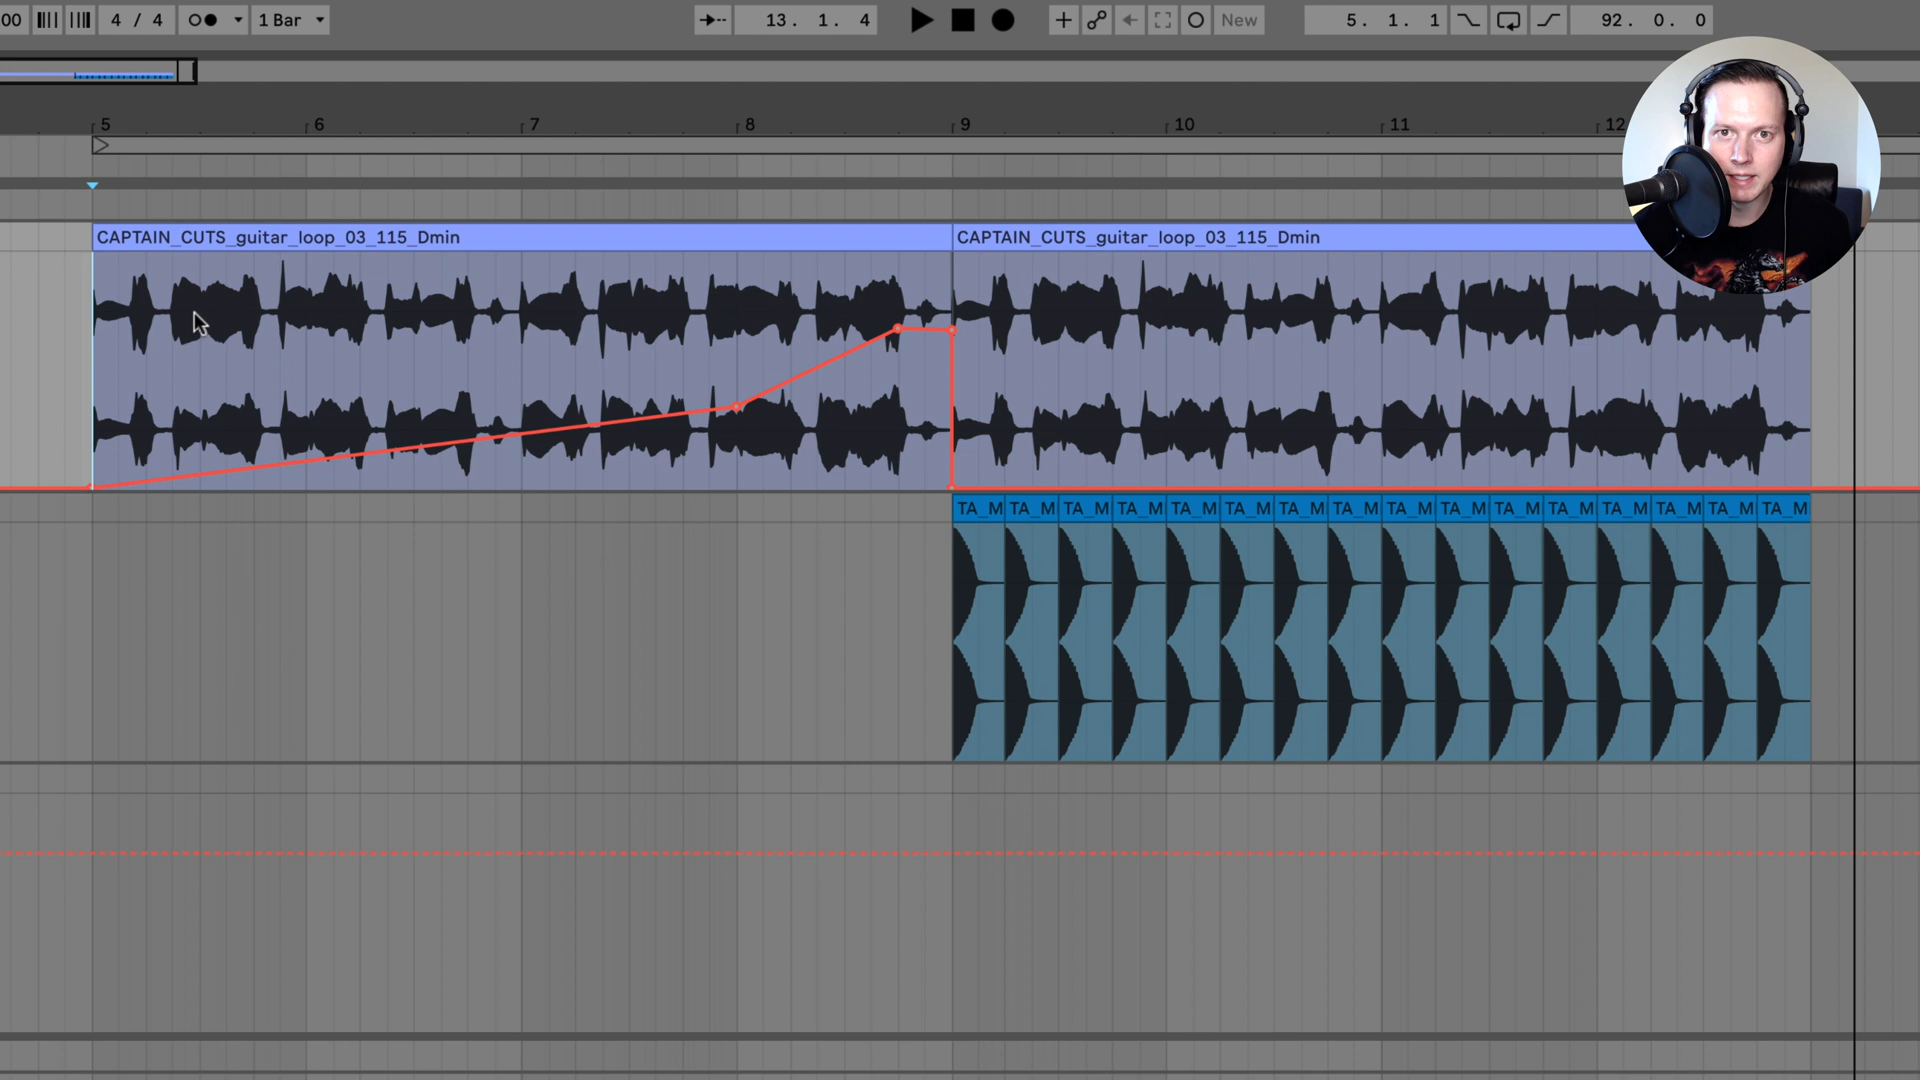 00 4 / 4 1 Bar 13. 1. 4 New 5. 1. 1 92. 0. 0
5 6 7 8 9 10 11 12
CAPTAIN_CUTS_guitar_loop_03_115_Dmin CAPTAIN_CUTS_guitar_loop_03_115_Dmin
TA_M TA_M TA_M TA_M TA_M TA_M TA_M TA_M TA_M TA_M TA_M TA_M TA_M TA_M TA_M TA_M